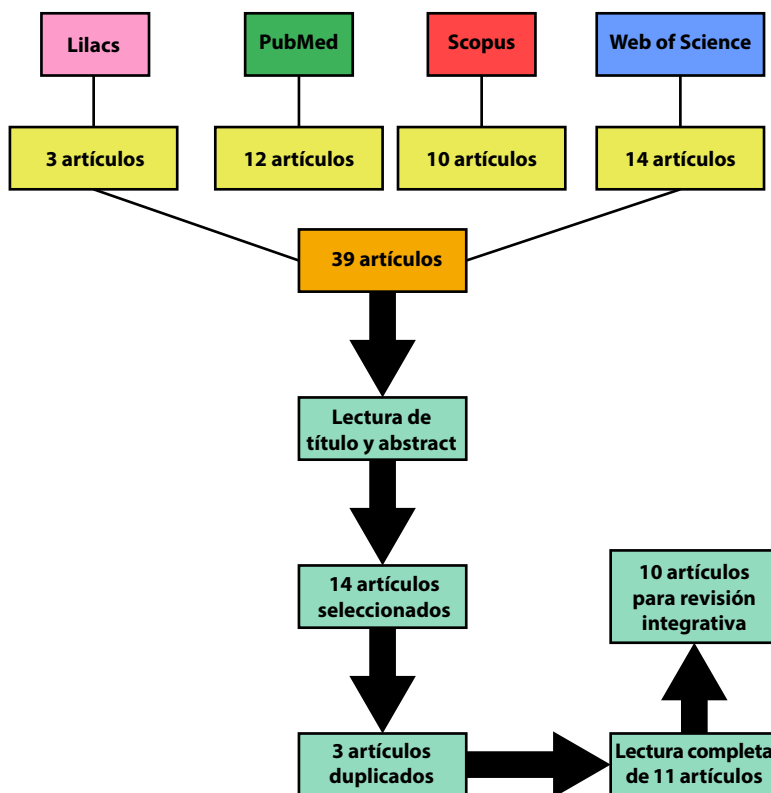 Lilacs
PubMed
Scopus
Web of Science
3 artículos
12 artículos
10 artículos
14 artículos
39 artículos
Lectura de
título y abstract
14 artículos
seleccionados
3 artículos
duplicados
Lectura completa
de 11 artículos
10 artículos
para revisión
integrativa